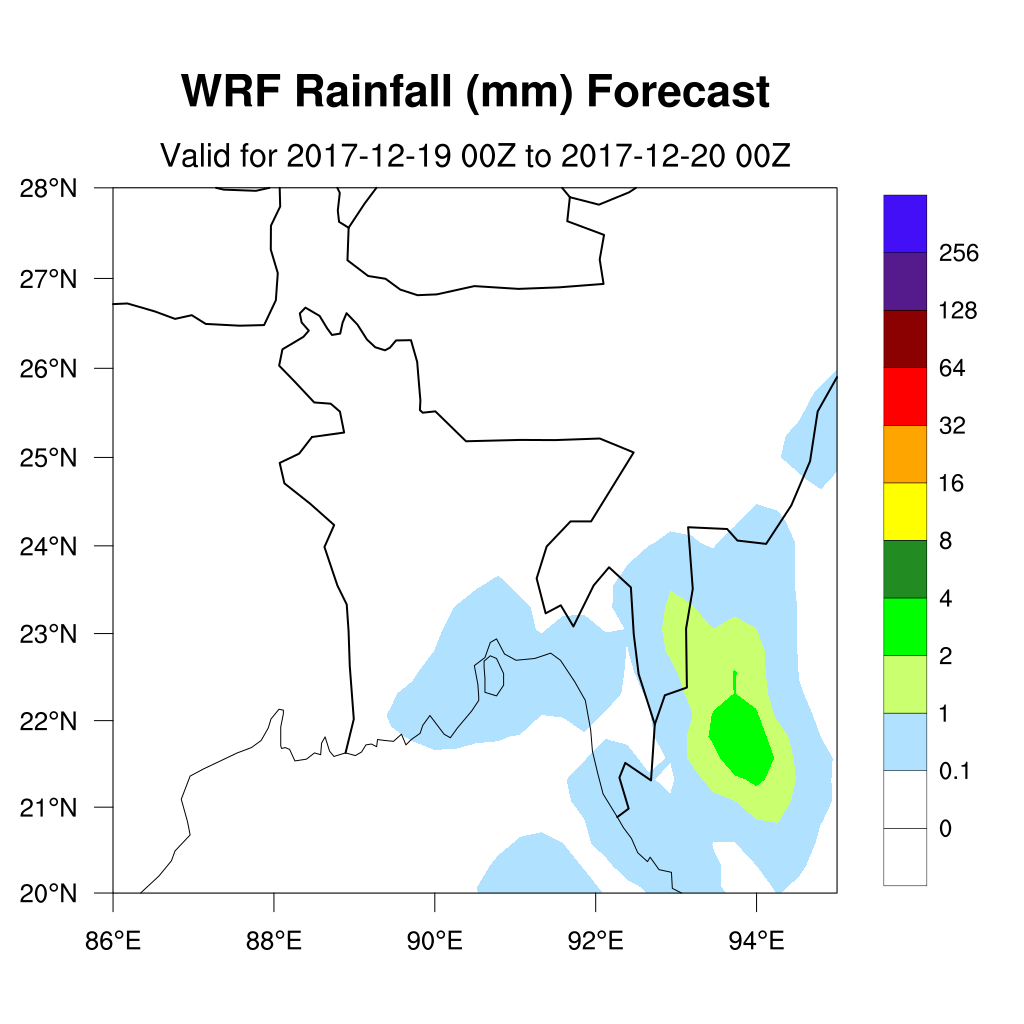 WRF Rainfall (mm) Forecast
Valid for 2017-12-19 00Z to 2017-12-20 00Z
28°N
27°N
26°N
25°N
24°N
23°N
22°N
21°N
20°N
86°E 88°E 90°E 92°E 94°E
256
128
64
32
16
8
4
2
1
0.1
0